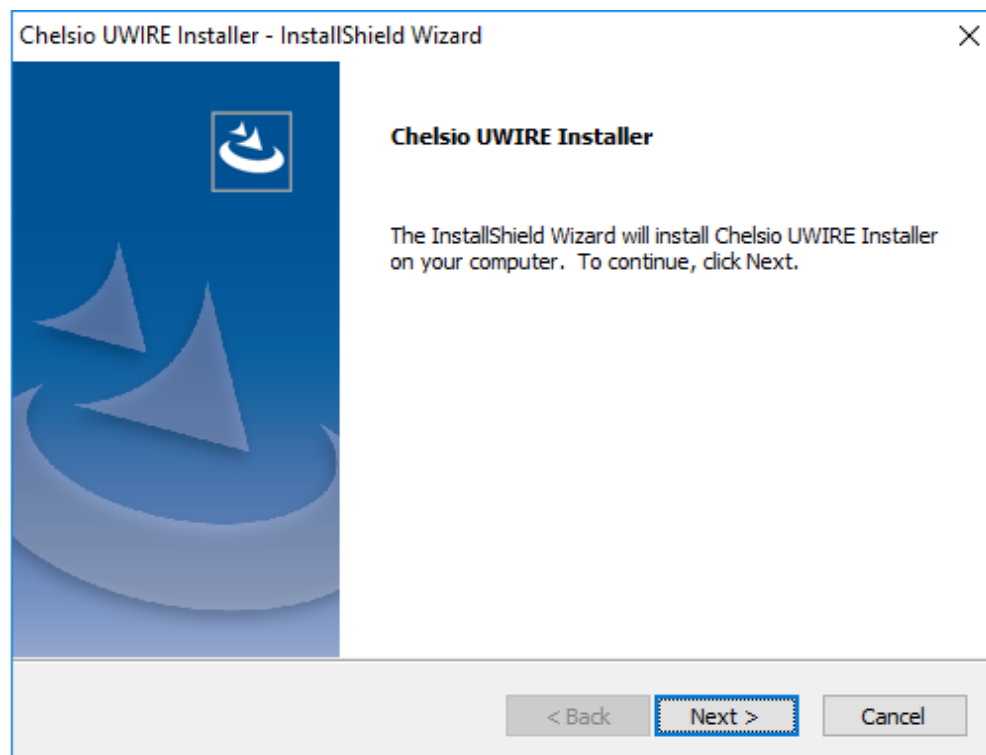 Chelsio UWIRE Installer - InstallShield Wizard
Chelsio UWIRE Installer
The InstallShield Wizard will install Chelsio UWIRE Installer
on your computer.  To continue, click Next.
< Back
Next >
Cancel